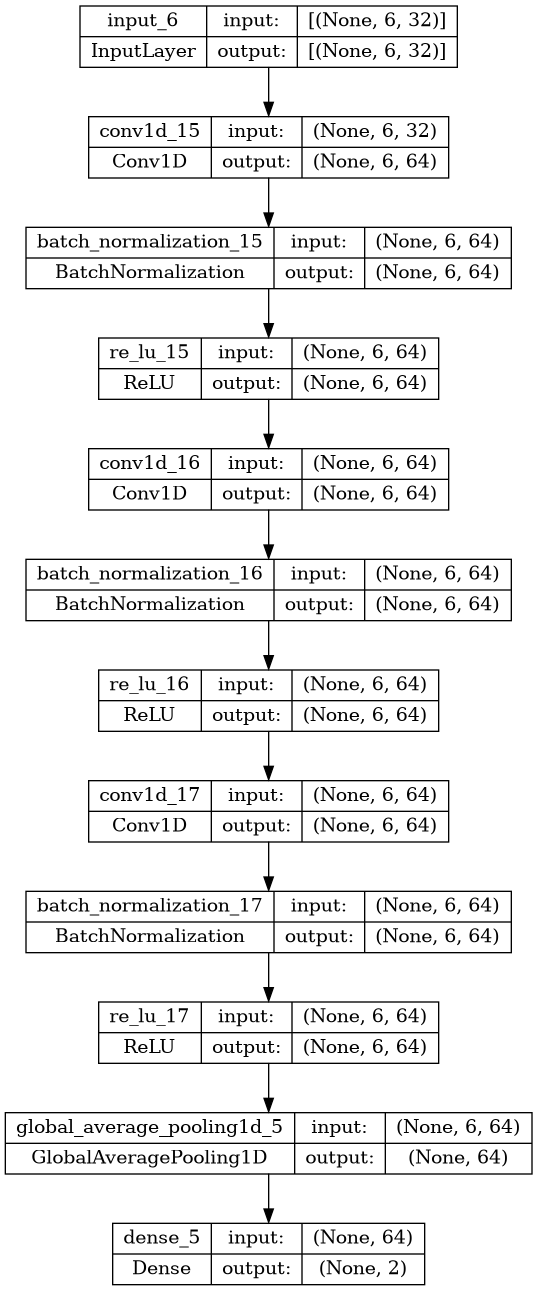 input_6 input: [(None, 6, 32)]
InputLayer output: [(None, 6, 32)]
conv1d_15 input: (None, 6, 32)
Conv1D output: (None, 6, 64)
batch_normalization_15 input: (None, 6, 64)
BatchNormalization output: (None, 6, 64)
re_lu_15 input: (None, 6, 64)
ReLU output: (None, 6, 64)
conv1d_16 input: (None, 6, 64)
Conv1D output: (None, 6, 64)
batch_normalization_16 input: (None, 6, 64)
BatchNormalization output: (None, 6, 64)
re_lu_16 input: (None, 6, 64)
ReLU output: (None, 6, 64)
conv1d_17 input: (None, 6, 64)
Conv1D output: (None, 6, 64)
batch_normalization_17 input: (None, 6, 64)
BatchNormalization output: (None, 6, 64)
re_lu_17 input: (None, 6, 64)
ReLU output: (None, 6, 64)
global_average_pooling1d_5 input: (None, 6, 64)
GlobalAveragePooling1D output: (None, 64)
dense_5 input: (None, 64)
Dense output: (None, 2)